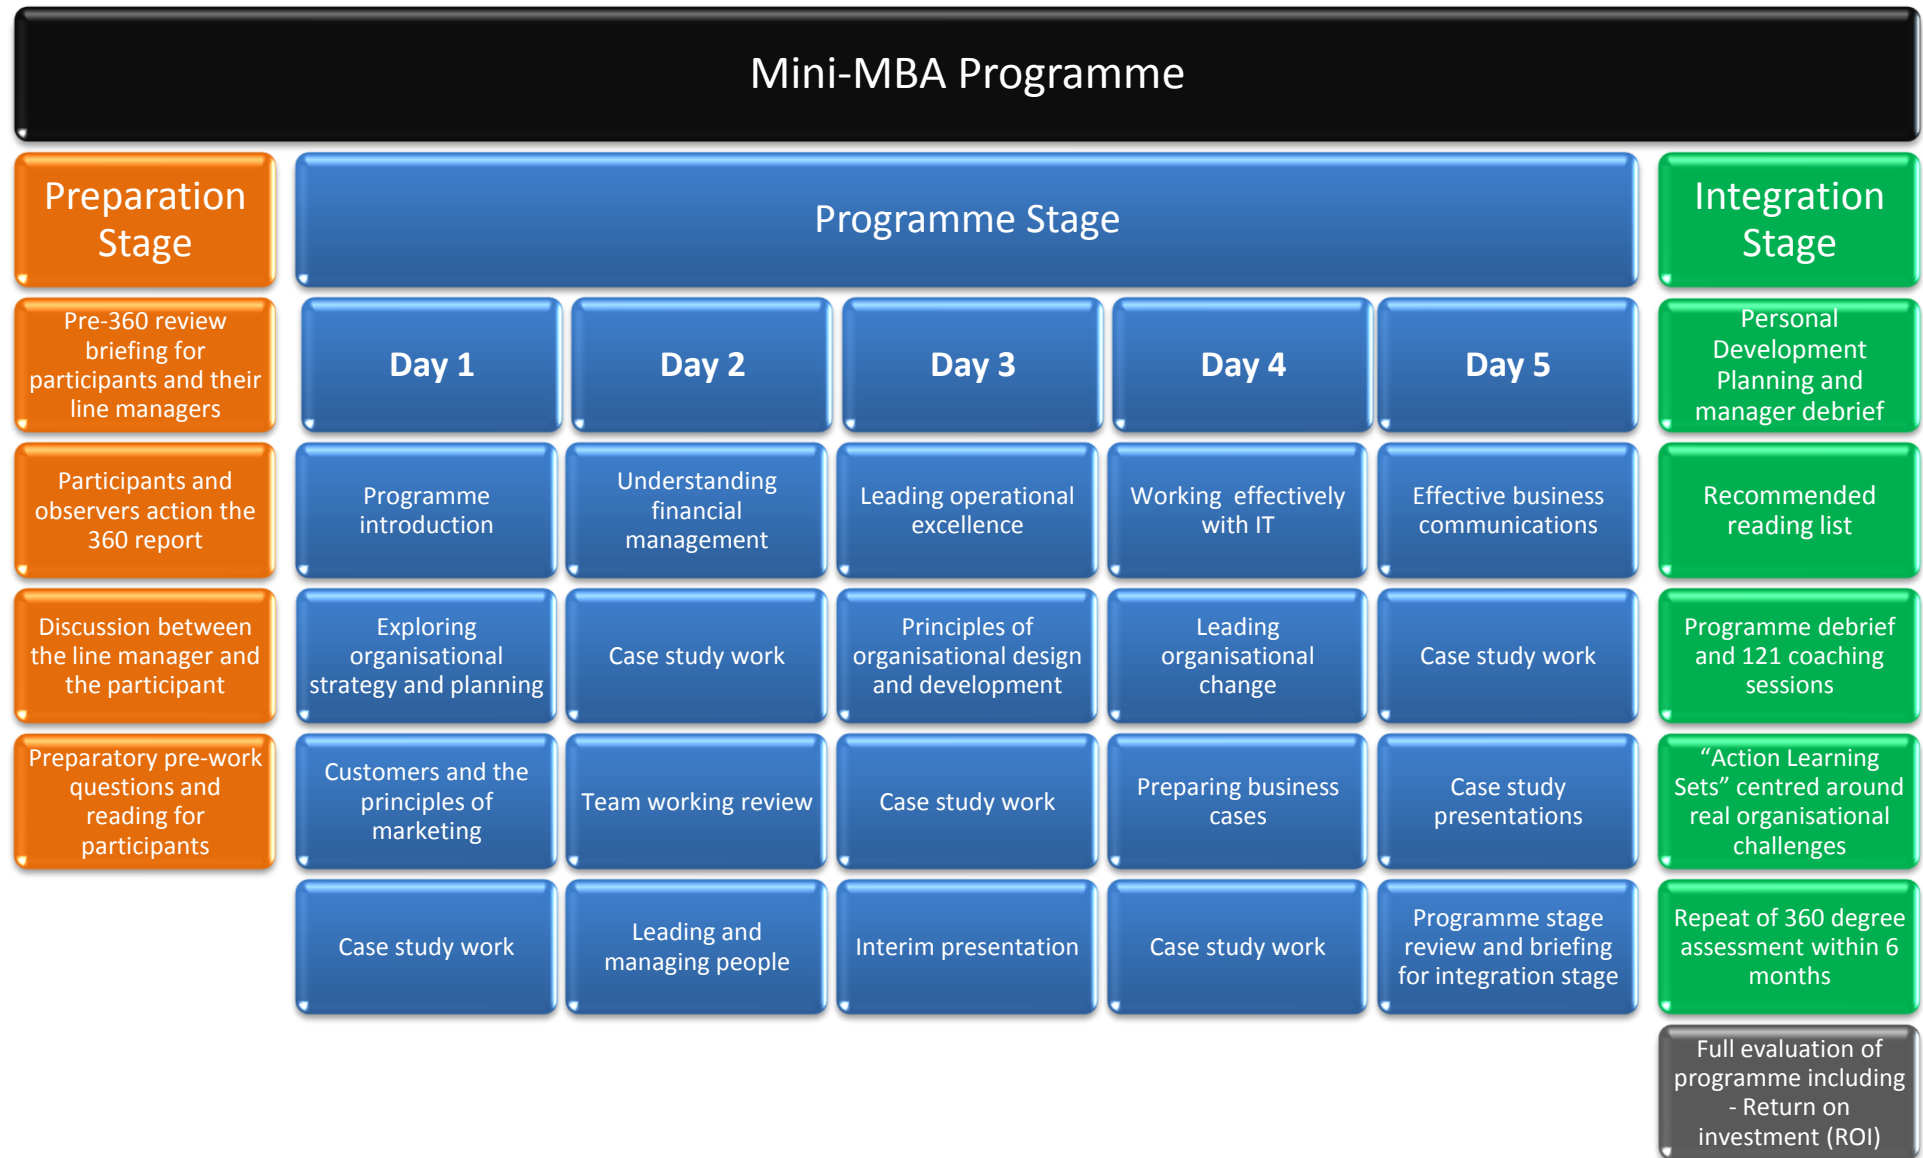 Mini-MBA Programme
Preparation
Stage
Programme Stage
Integration
Stage
Pre-360 review
briefing for
participants and their
line managers
Day 1
Day 2
Day 3
Day 4
Day 5
Personal
Development
Planning and
manager debrief
Participants and
observers action the
360 report
Programme
introduction
Understanding
financial
management
Leading operational
excellence
Working  effectively
with IT
Effective business
communications
Recommended
reading list
Discussion between
the line manager and
the participant
Exploring
organisational
strategy and planning
Case study work
Principles of
organisational design
and development
Leading
organisational
change
Case study work
Programme debrief
and 121 coaching
sessions
Preparatory pre-work
questions and
reading for
participants
Customers and the
principles of
marketing
Team working review
Case study work
Preparing business
cases
Case study
presentations
“Action Learning
Sets” centred around
real organisational
challenges
Case study work
Leading and
managing people
Interim presentation
Case study work
Programme stage
review and briefing
for integration stage
Repeat of 360 degree
assessment within 6
months
Full evaluation of
programme including
- Return on
investment (ROI)